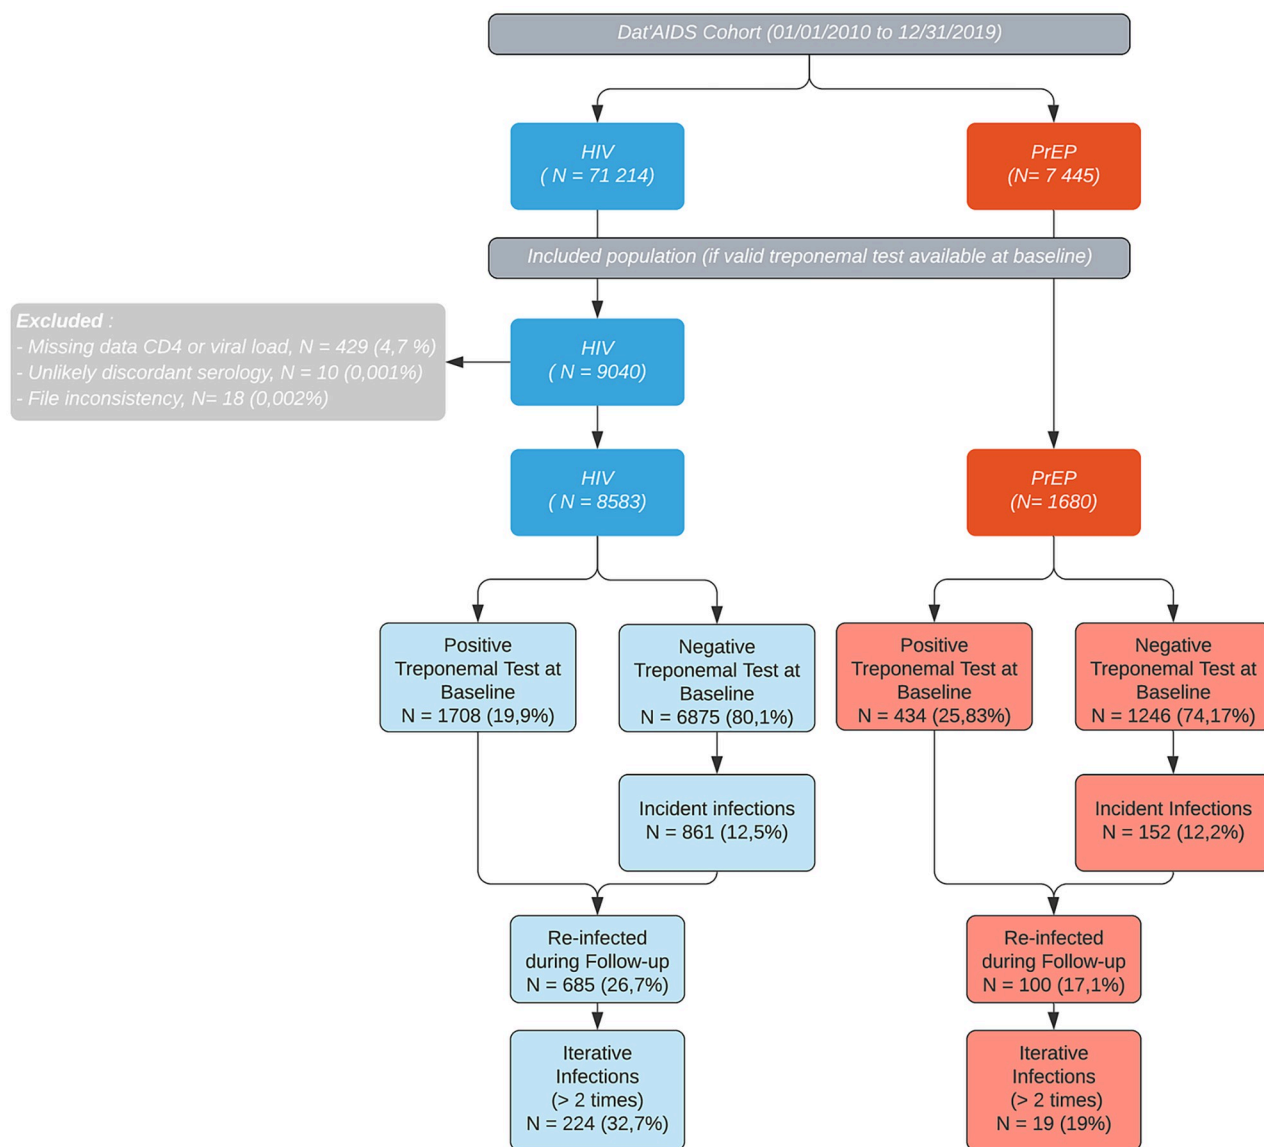 Dat'AIDS Cohort (01/01/2010 to 12/31/2019)
HIV
( N = 71 214)
PrEP
(N= 7 445)
Included population (if valid treponemal test available at baseline)
Excluded :
- Missing data CD4 or viral load, N = 429 (4,7 %)
- Unlikely discordant serology, N = 10 (0,001%)
- File inconsistency, N= 18 (0,002%)
HIV
( N = 9040)
HIV
( N = 8583)
PrEP
(N= 1680)
Positive
Treponemal Test at
Baseline
N = 1708 (19,9%)
Negative
Treponemal Test at
Baseline
N = 6875 (80,1%)
Positive
Treponemal Test at
Baseline
N = 434 (25,83%)
Negative
Treponemal Test at
Baseline
N = 1246 (74,17%)
Incident infections
N = 861 (12,5%)
Incident Infections
N = 152 (12,2%)
Re-infected
during Follow-up
N = 685 (26,7%)
Re-infected
during Follow-up
N = 100 (17,1%)
Iterative
Infections
(> 2 times)
N = 224 (32,7%)
Iterative
Infections
(> 2 times)
N = 19 (19%)